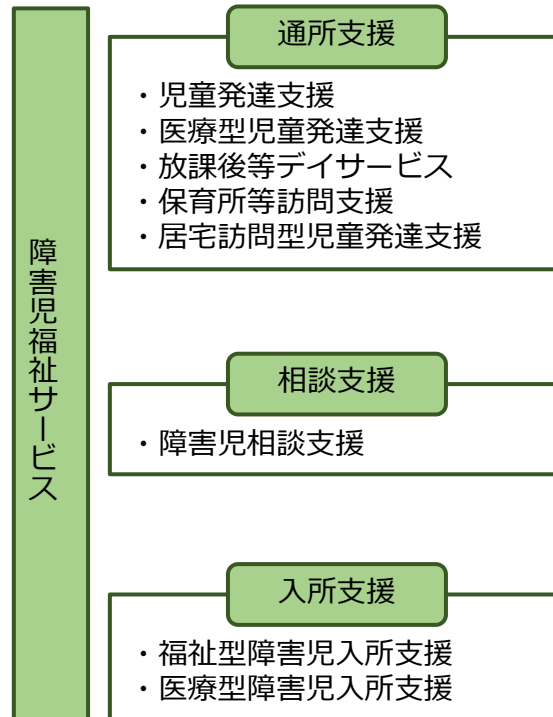 障害児福祉サービス
通所支援
・児童発達支援
・医療型児童発達支援
・放課後等デイサービス
・保育所等訪問支援
・居宅訪問型児童発達支援
相談支援
・障害児相談支援
入所支援
・福祉型障害児入所支援
・医療型障害児入所支援